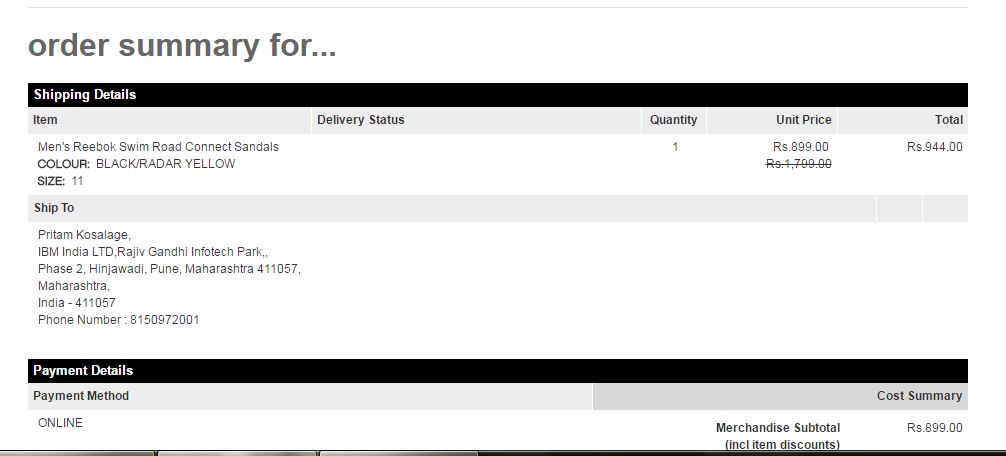 order summary for...
Shipping Details
Item Delivery Status Quantity Unit Price Total
Men's Reebok Swim Road Connect Sandals 1 Rs.899.00 Rs.944.00
COLOUR: BLACK/RADAR YELLOW Rs.1,799.00
SIZE: 11
Ship To
Pritam Kosalage,
IBM India LTD,Rajiv Gandhi Infotech Park,,
Phase 2, Hinjawadi, Pune, Maharashtra 411057,
Maharashtra,
India - 411057
Phone Number : 8150972001
Payment Details
Payment Method Cost Summary
ONLINE Merchandise Subtotal Rs.899.00
(incl item discounts)